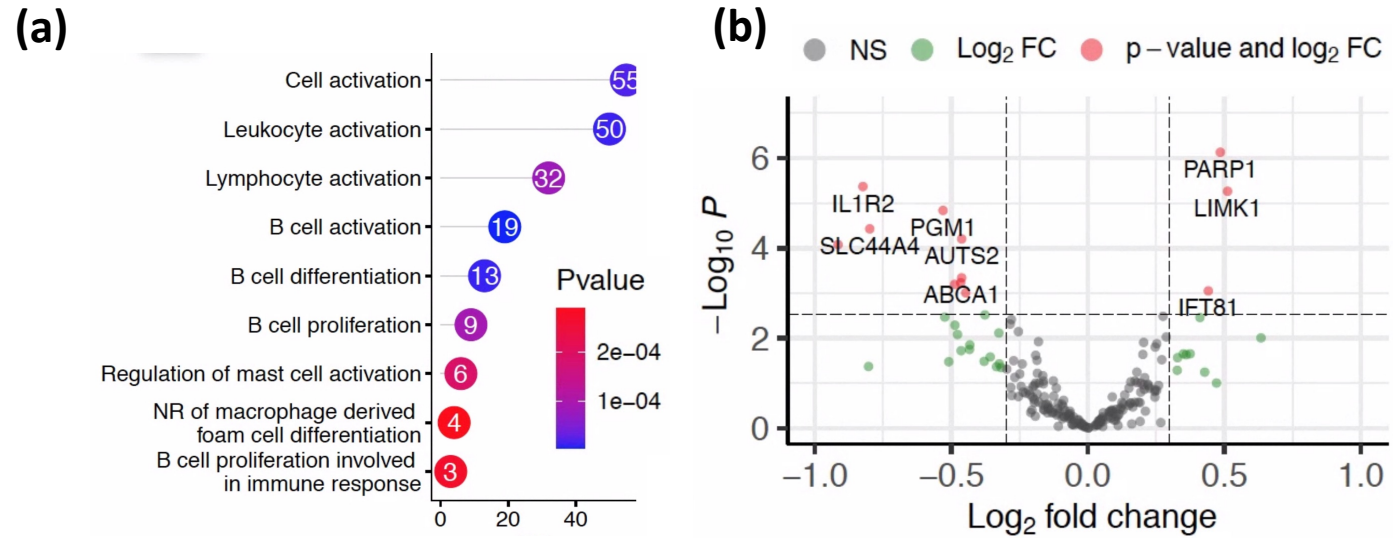 (a)
Cell activation
55
Leukocyte activation
50
Lymphocyte activation
32
B cell activation
19
B cell differentiation
13
B cell proliferation
9
Regulation of mast cell activation
6
NR of macrophage derived
foam cell differentiation
4
B cell proliferation involved
in immune response
3
0 20 40
Pvalue
2e−04
1e−04
(b)
NS Log₂ FC p − value and log₂ FC
−Log₁₀ P
6
4
2
0
PARP1
LIMK1
IL1R2
PGM1
SLC44A4
AUTS2
ABCA1
IFT81
−1.0 −0.5 0.0 0.5 1.0
Log₂ fold change